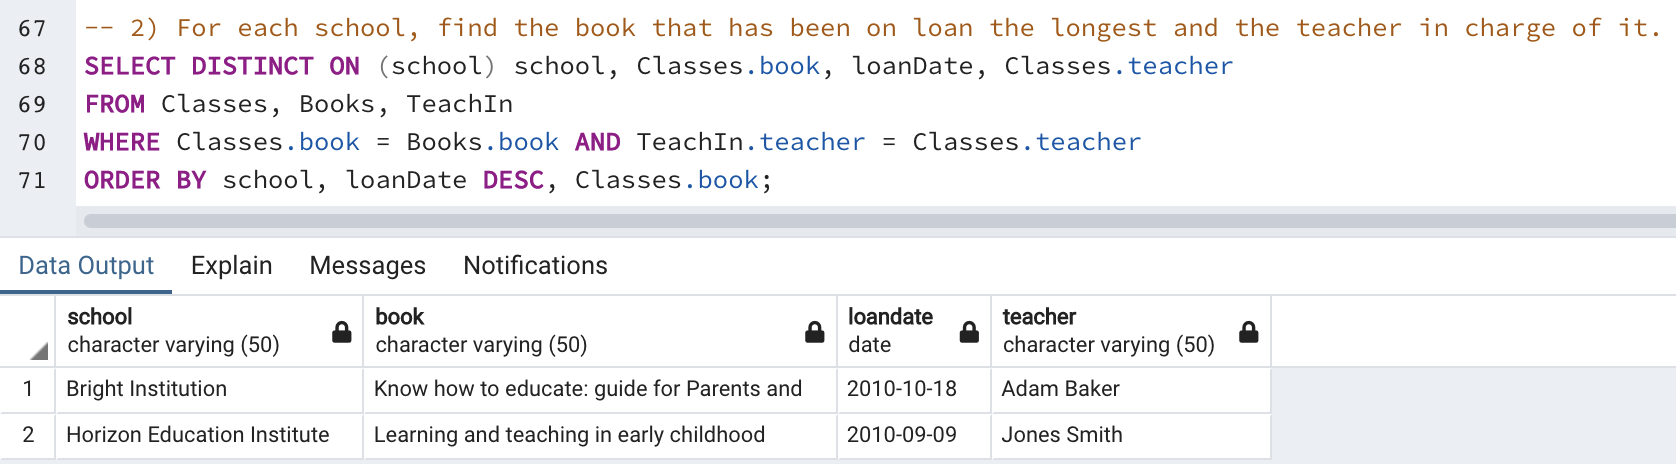 67 -- 2) For each school, find the book that has been on loan the longest and the teacher in charge of it.
68 SELECT DISTINCT ON (school) school, Classes.book, loanDate, Classes.teacher
69 FROM Classes, Books, TeachIn
70 WHERE Classes.book = Books.book AND TeachIn.teacher = Classes.teacher
71 ORDER BY school, loanDate DESC, Classes.book;
Data Output Explain Messages Notifications
school book loandate teacher
character varying (50) character varying (50) date character varying (50)
1 Bright Institution Know how to educate: guide for Parents and 2010-10-18 Adam Baker
2 Horizon Education Institute Learning and teaching in early childhood 2010-09-09 Jones Smith